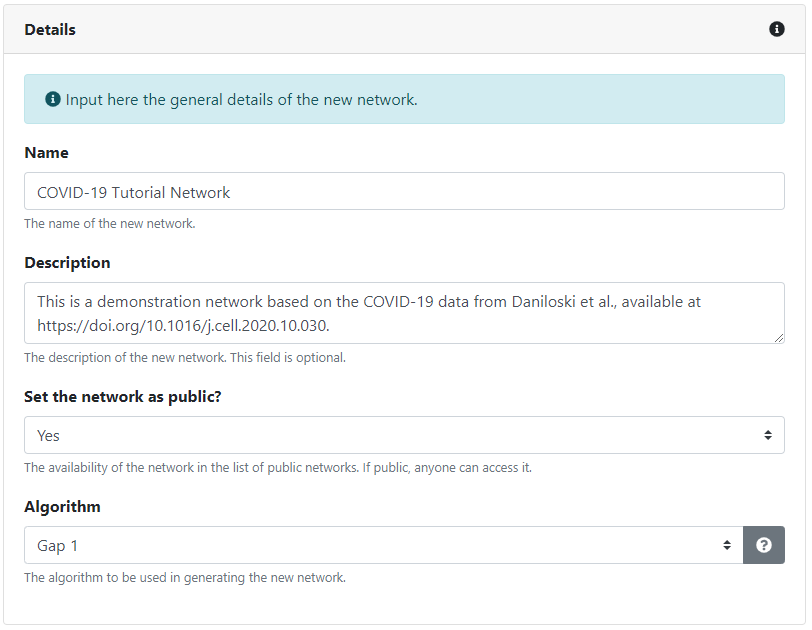 Details
Input here the general details of the new network.
Name
COVID-19 Tutorial Network
The name of the new network.
Description
This is a demonstration network based on the COVID-19 data from Daniloski et al., available at
https://doi.org/10.1016/j.cell.2020.10.030.
The description of the new network. This field is optional.
Set the network as public?
Yes
The availability of the network in the list of public networks. If public, anyone can access it.
Algorithm
Gap 1
The algorithm to be used in generating the new network.